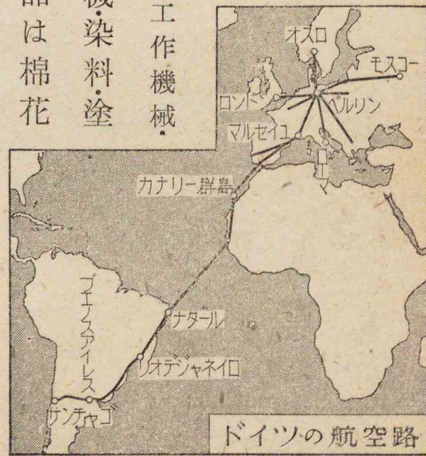 工作機械・
機・染料・塗
品は棉花
オスロ
モスコー
ロンドン
ベルリン
マルセイユ
ローマ
カナリー群島
ナタール
リオデジャネイロ
ブエナスアイレス
サンチャゴ
ドイツの航空路